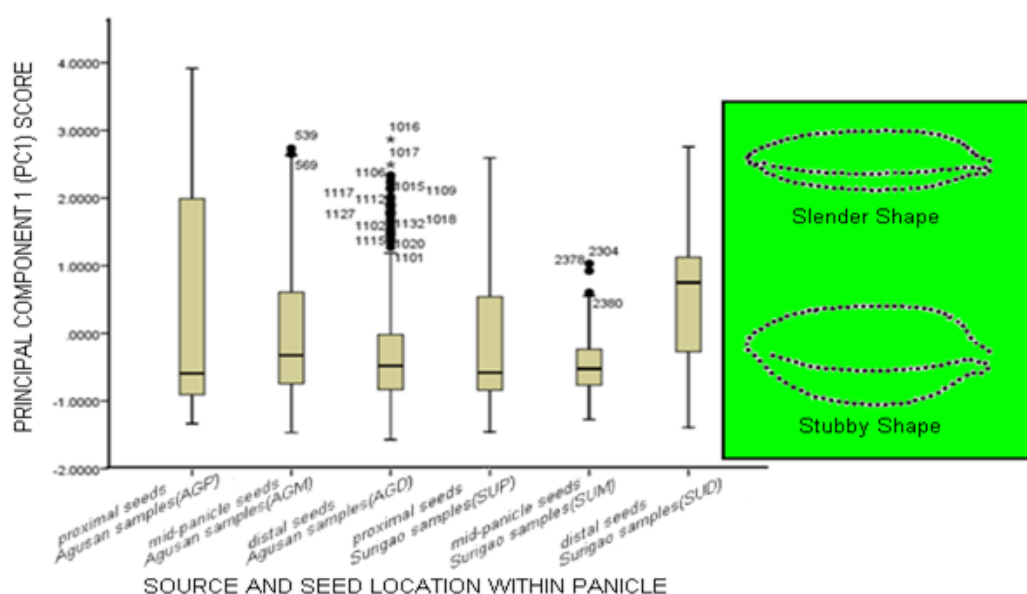 PRINCIPAL COMPONENT 1 (PC1) SCORE
4.0000
3.0000
2.0000
1.0000
.0000
-1.0000
-2.0000
539
569
1016
1017
1106
1117
1015
1109
1112
1127
1102
1132
1018
1115
1020
1101
2378
2304
2380
proximal seeds
Agusan samples(AGP)
mid-panicle seeds
Agusan samples(AGM)
distal seeds
Agusan samples(AGD)
proximal seeds
Surigao samples(SUP)
mid-panicle seeds
Surigao samples(SUM)
distal seeds
Surigao samples(SUD)
SOURCE AND SEED LOCATION WITHIN PANICLE
Slender Shape
Stubby Shape